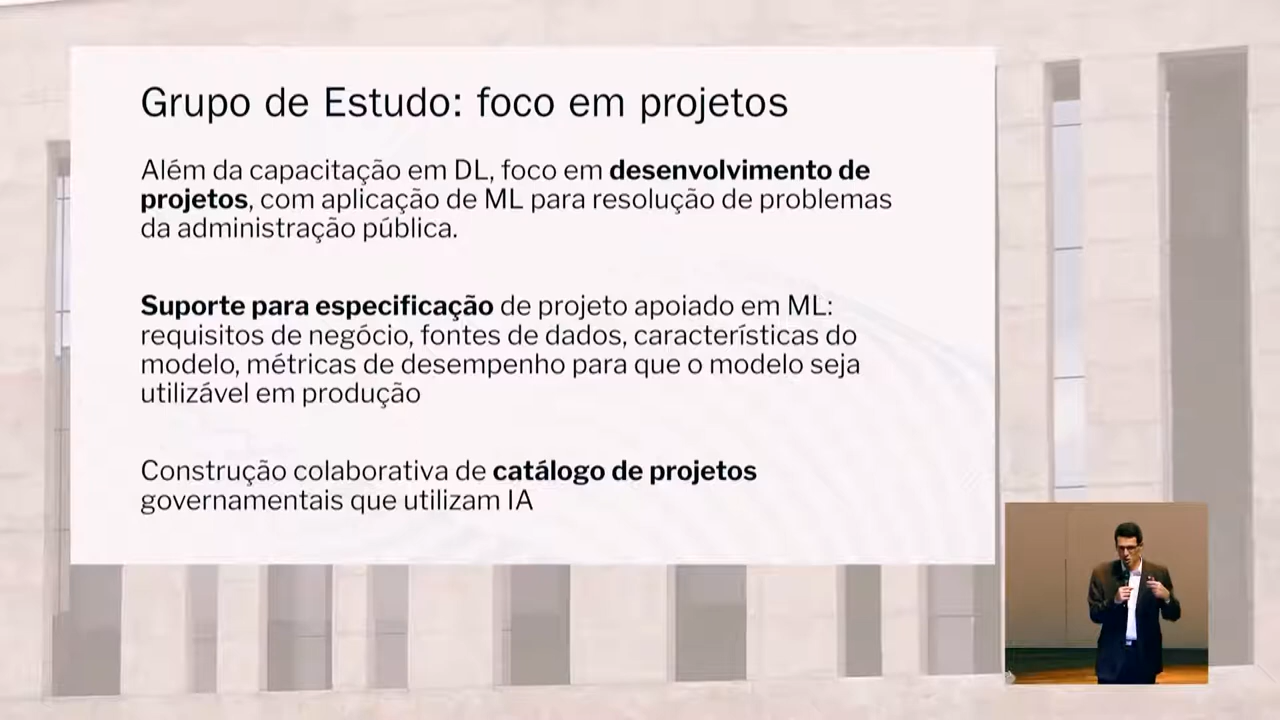 Grupo de Estudo: foco em projetos
Além da capacitação em DL, foco em desenvolvimento de
projetos, com aplicação de ML para resolução de problemas
da administração pública.
Suporte para especificação de projeto apoiado em ML:
requisitos de negócio, fontes de dados, características do
modelo, métricas de desempenho para que o modelo seja
utilizável em produção
Construção colaborativa de catálogo de projetos
governamentais que utilizam IA